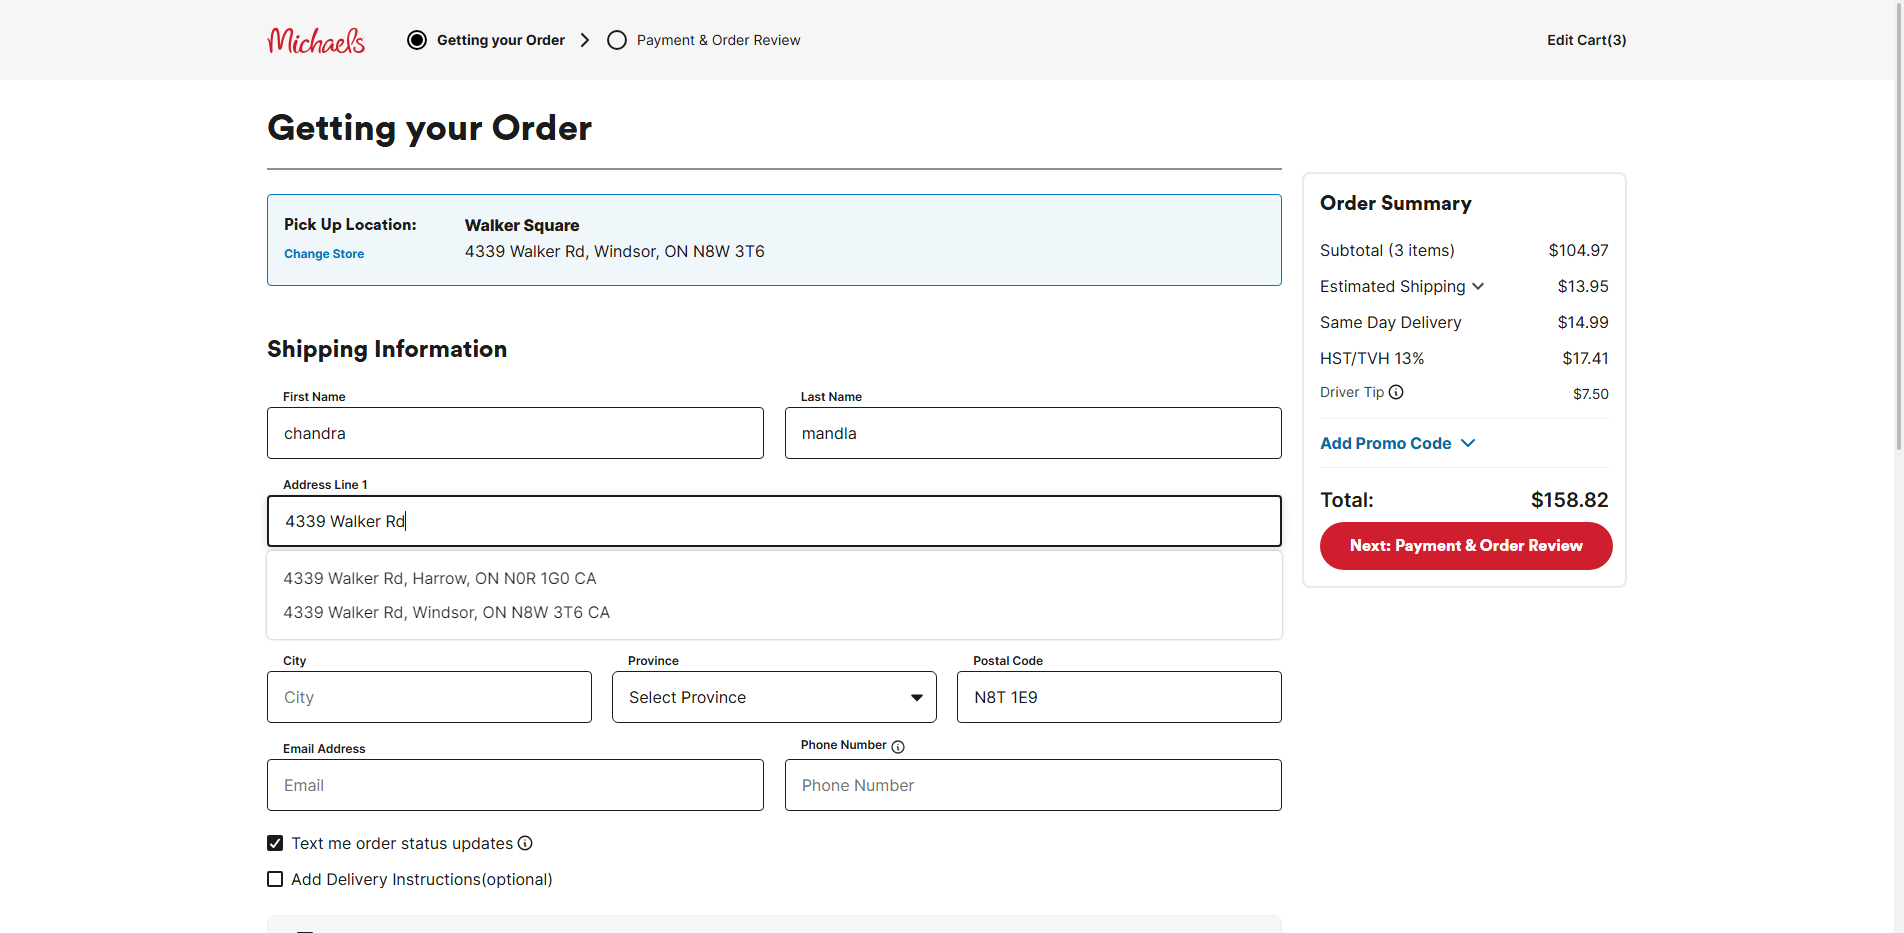 Michaels
Getting your Order
Payment & Order Review
Edit Cart(3)
Getting your Order
Pick Up Location:
Walker Square
Change Store
4339 Walker Rd, Windsor, ON N8W 3T6
Shipping Information
First Name
Last Name
chandra
mandla
Address Line 1
4339 Walker Rd
4339 Walker Rd, Harrow, ON N0R 1G0 CA
4339 Walker Rd, Windsor, ON N8W 3T6 CA
City
Province
Postal Code
City
Select Province
N8T 1E9
Email Address
Phone Number
Email
Phone Number
Text me order status updates
Add Delivery Instructions(optional)
Order Summary
Subtotal (3 items) $104.97
Estimated Shipping $13.95
Same Day Delivery $14.99
HST/TVH 13% $17.41
Driver Tip $7.50
Add Promo Code
Total: $158.82
Next: Payment & Order Review